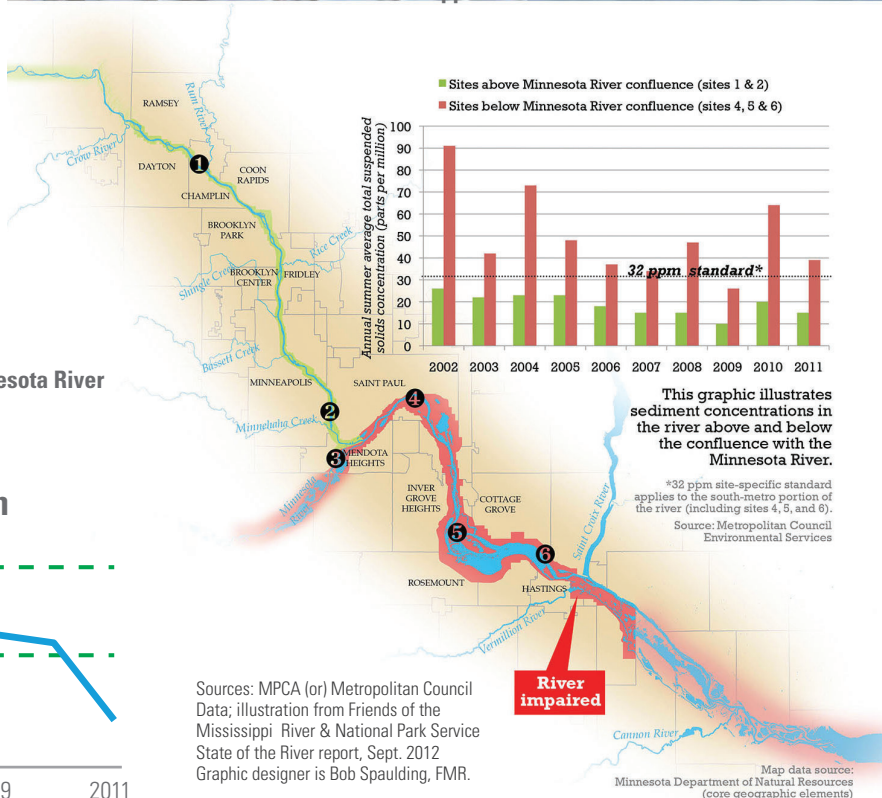 RAMSEY
Rum River
Crow River
DAYTON
1
COON
RAPIDS
CHAMPLIN
BROOKLYN
PARK
Rice Creek
BROOKLYN
CENTER
FRIDLEY
Shingle Creek
Bassett Creek
MINNEAPOLIS
SAINT PAUL
2
Minnehaha Creek
3
MENDOTA
HEIGHTS
Minnesota
River
4
INVER
GROVE
HEIGHTS
COTTAGE
GROVE
5
6
ROSEMOUNT
HASTINGS
Saint Croix River
Vermillion River
River
impaired
Cannon River
Sites above Minnesota River confluence (sites 1 & 2)
Sites below Minnesota River confluence (sites 4, 5 & 6)
Annual summer average total suspended
solids concentration (parts per million)
100
90
80
70
60
50
40
30
20
10
0
32 ppm standard*
2002 2003 2004 2005 2006 2007 2008 2009 2010 2011
This graphic illustrates
sediment concentrations in
the river above and below
the confluence with the
Minnesota River.
*32 ppm site-specific standard
applies to the south-metro portion of
the river (including sites 4, 5, and 6).
Source: Metropolitan Council
Environmental Services
esota River
9 2011
Sources: MPCA (or) Metropolitan Council
Data; illustration from Friends of the
Mississippi River & National Park Service
State of the River report, Sept. 2012
Graphic designer is Bob Spaulding, FMR.
Map data source:
Minnesota Department of Natural Resources
(core geographic elements)